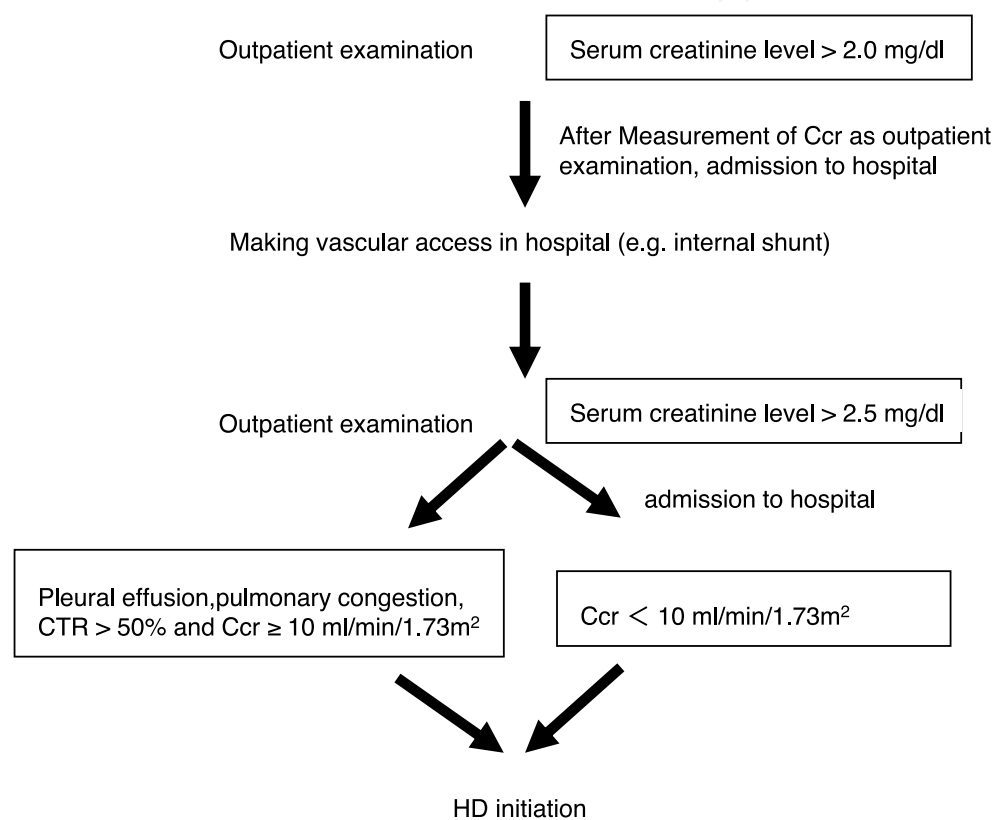 Outpatient examination
Serum creatinine level > 2.0 mg/dl
After Measurement of Ccr as outpatient
examination, admission to hospital
Making vascular access in hospital (e.g. internal shunt)
Outpatient examination
Serum creatinine level > 2.5 mg/dl
admission to hospital
Pleural effusion,pulmonary congestion,
CTR > 50% and Ccr ≥ 10 ml/min/1.73m²
Ccr < 10 ml/min/1.73m²
HD initiation